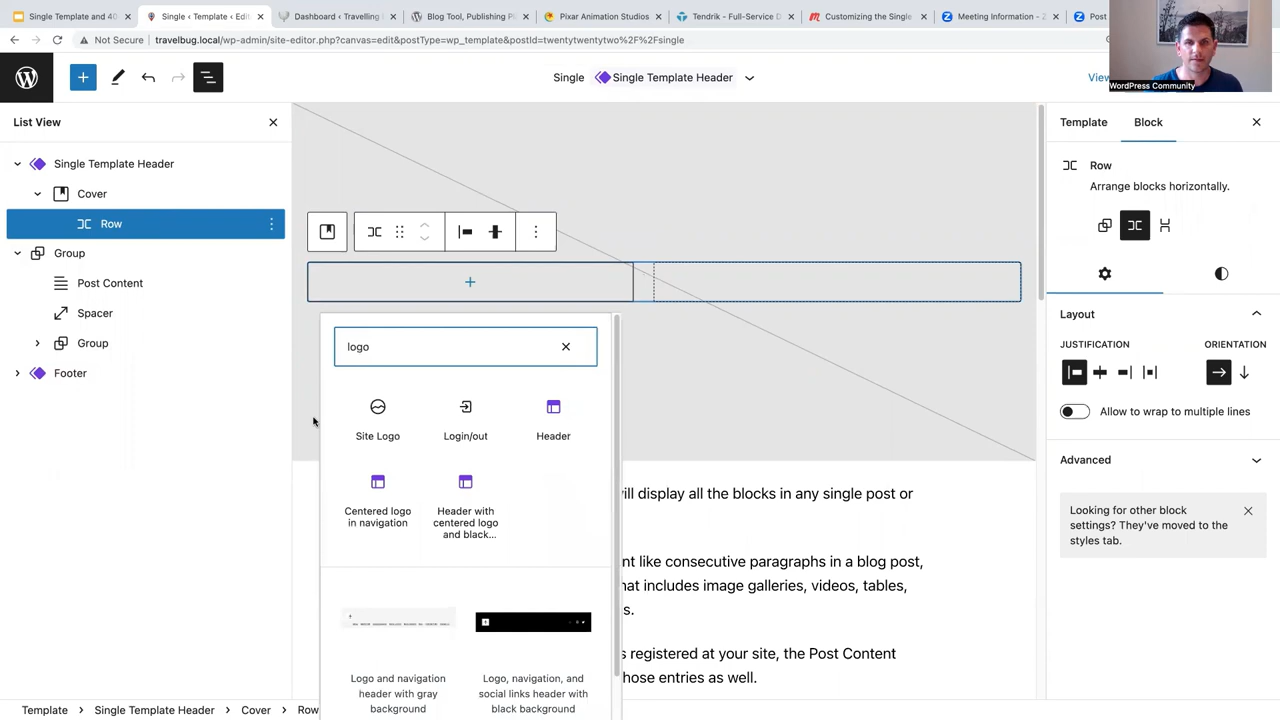 Single Template and 40
Single ‹ Template ‹ Edit
Dashboard ‹ Travelling
Blog Tool, Publishing P
Pixar Animation Studios
Tendrik - Full-Service D
Customizing the Single
Meeting Information - Z
Post
Not Secure
travelbug.local/wp-admin/site-editor.php?canvas=edit&postType=wp_template&postId=twentytwentytwo%2F%2Fsingle
WordPress Community
Single
Single Template Header
View
List View
Single Template Header
Cover
Row
Group
Post Content
Spacer
Group
Footer
logo
Site Logo
Login/out
Header
Centered logo
in navigation
Header with
centered logo
and black...
Logo and navigation
header with gray
background
Logo, navigation, and
social links header with
black background
will display all the blocks in any single post or
nt like consecutive paragraphs in a blog post,
hat includes image galleries, videos, tables,
s.
s registered at your site, the Post Content
hose entries as well.
Template
Block
Row
Arrange blocks horizontally.
Layout
JUSTIFICATION
ORIENTATION
Allow to wrap to multiple lines
Advanced
Looking for other block
settings? They've moved to the
styles tab.
Template
Single Template Header
Cover
Row